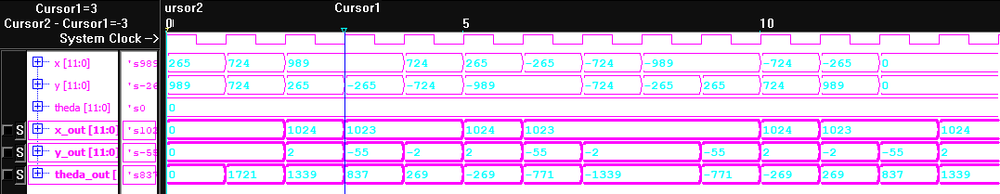 Cursor1=3 ursor2 Cursor1
Cursor2 - Cursor1=-3 0 5 10
System Clock ->
x [11:0] 's989 265 724 989 724 265 -265 -724 -989 -724 -265 0
y [11:0] 's-26 989 724 265 -265 -724 -989 -724 -265 265 724 989 0
theda [11:0] 's0 0
S x_out [11:0] 's102 0 1024 1023 1024 1023 1024 1023 1024
S y_out [11:0] 's-55 0 2 -55 -2 2 -55 -2 -55 2 -2 -55 2
S theda_out [ 's837 0 1721 1339 837 269 -269 -771 -1339 -771 -269 269 837 1339